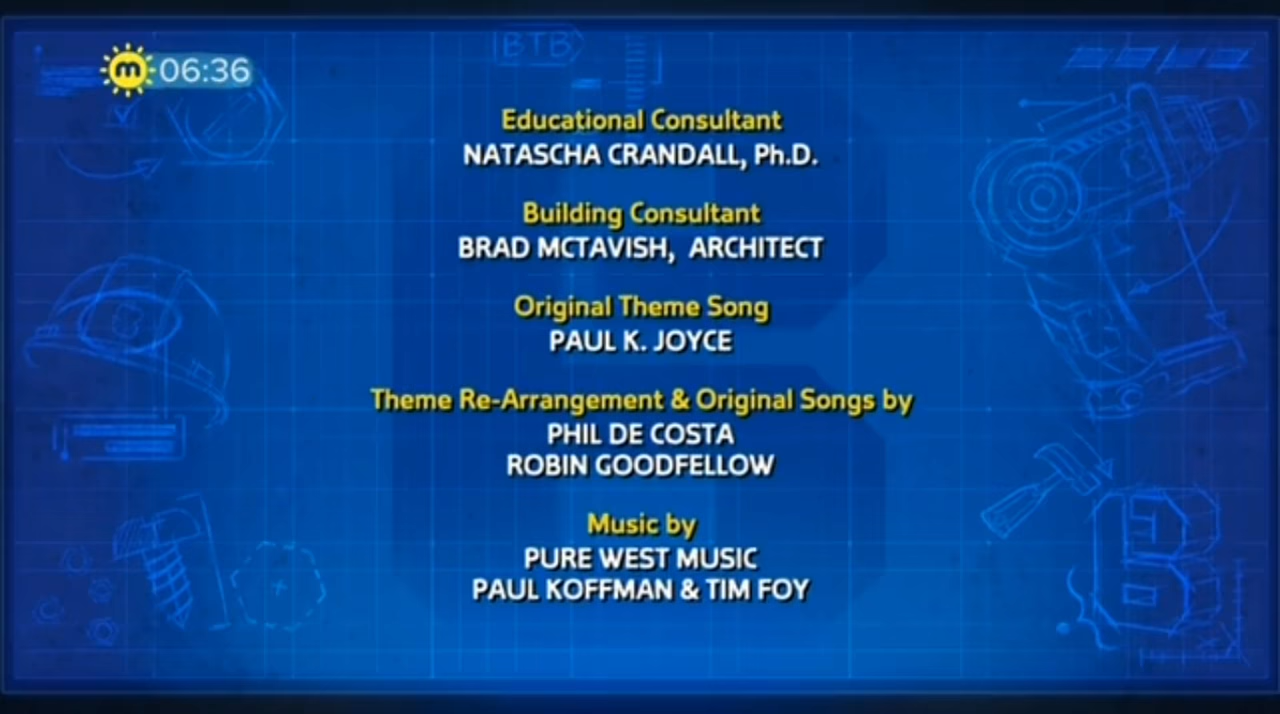 BTB
m 06:36
Educational Consultant
NATASCHA CRANDALL, Ph.D.
Building Consultant
BRAD MCTAVISH, ARCHITECT
Original Theme Song
PAUL K. JOYCE
Theme Re-Arrangement & Original Songs by
PHIL DE COSTA
ROBIN GOODFELLOW
Music by
PURE WEST MUSIC
PAUL KOFFMAN & TIM FOY
B